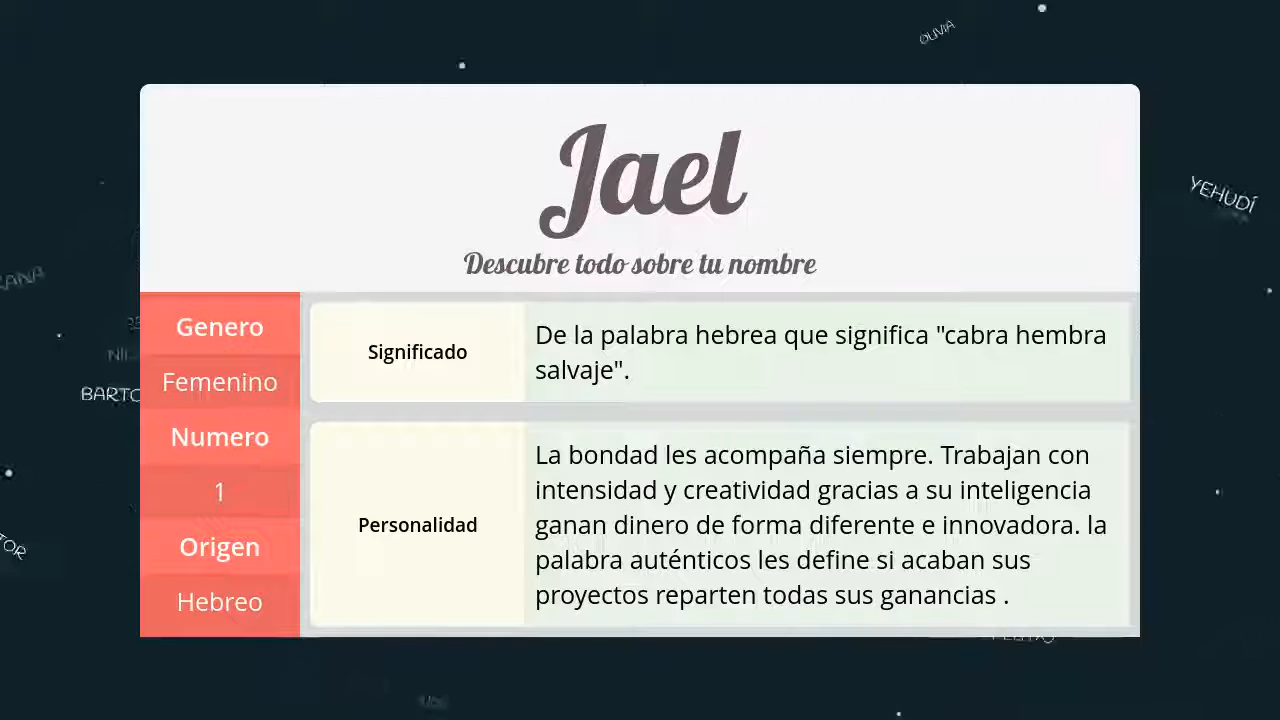 OLIVIA
YEHUDÍ
Jael
Descubre todo sobre tu nombre
Genero
Femenino
Numero
1
Origen
Hebreo
Significado
De la palabra hebrea que significa "cabra hembra
salvaje".
Personalidad
La bondad les acompaña siempre. Trabajan con
intensidad y creatividad gracias a su inteligencia
ganan dinero de forma diferente e innovadora. la
palabra auténticos les define si acaban sus
proyectos reparten todas sus ganancias .
BARTO
TOR